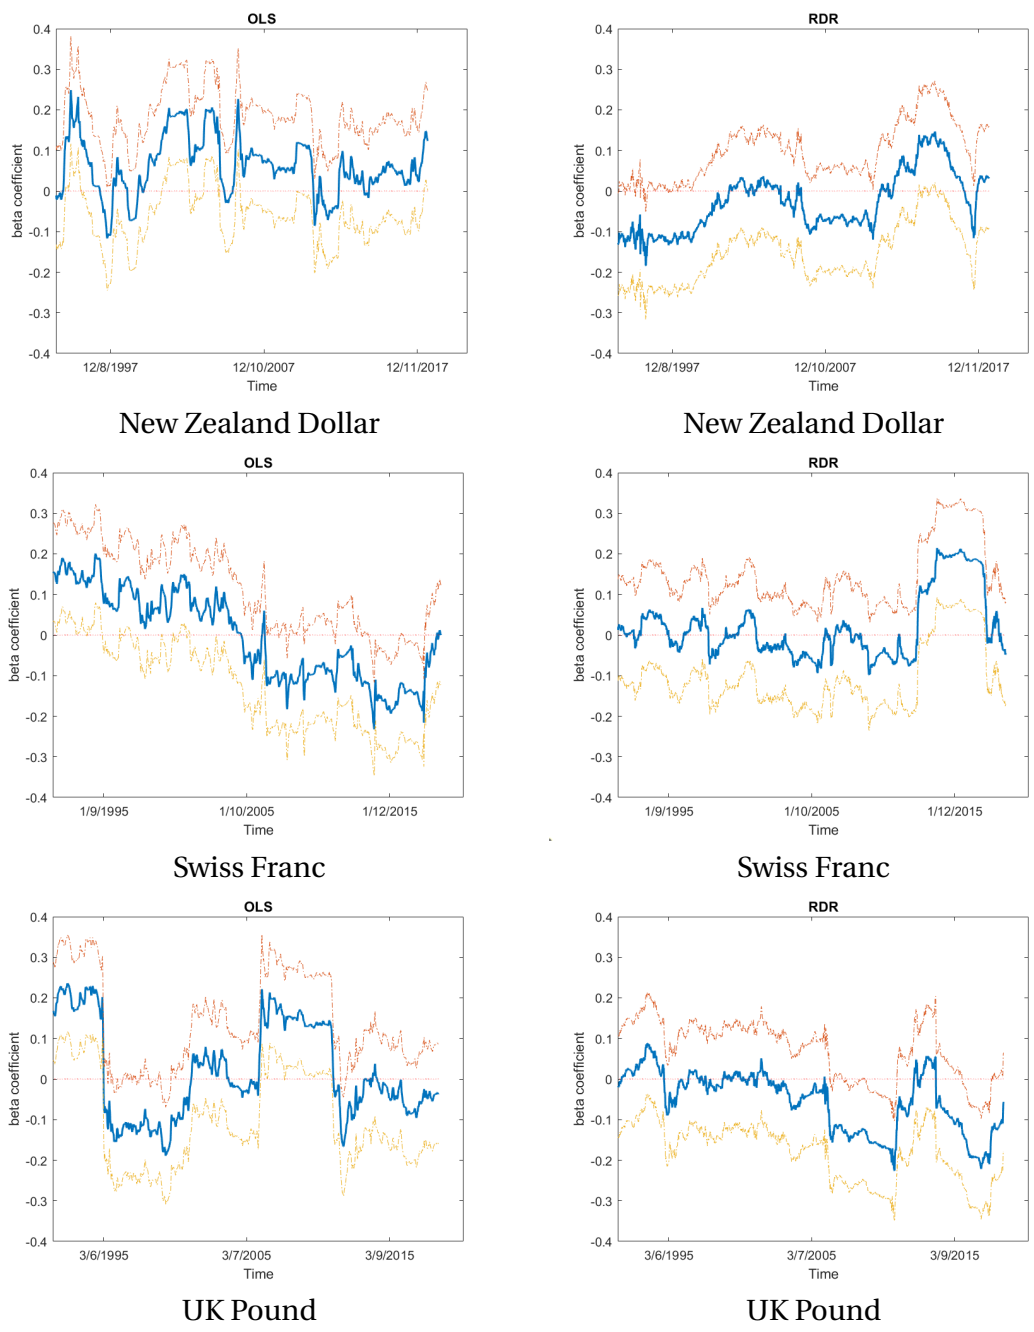 OLS
0.4
0.3
0.2
0.1
0
-0.1
-0.2
-0.3
-0.4
beta coefficient
12/8/1997 12/10/2007 12/11/2017
Time
New Zealand Dollar
RDR
0.4
0.3
0.2
0.1
0
-0.1
-0.2
-0.3
-0.4
beta coefficient
12/8/1997 12/10/2007 12/11/2017
Time
New Zealand Dollar
OLS
0.4
0.3
0.2
0.1
0
-0.1
-0.2
-0.3
-0.4
beta coefficient
1/9/1995 1/10/2005 1/12/2015
Time
Swiss Franc
RDR
0.4
0.3
0.2
0.1
0
-0.1
-0.2
-0.3
-0.4
beta coefficient
1/9/1995 1/10/2005 1/12/2015
Time
Swiss Franc
OLS
0.4
0.3
0.2
0.1
0
-0.1
-0.2
-0.3
-0.4
beta coefficient
3/6/1995 3/7/2005 3/9/2015
Time
UK Pound
RDR
0.4
0.3
0.2
0.1
0
-0.1
-0.2
-0.3
-0.4
beta coefficient
3/6/1995 3/7/2005 3/9/2015
Time
UK Pound